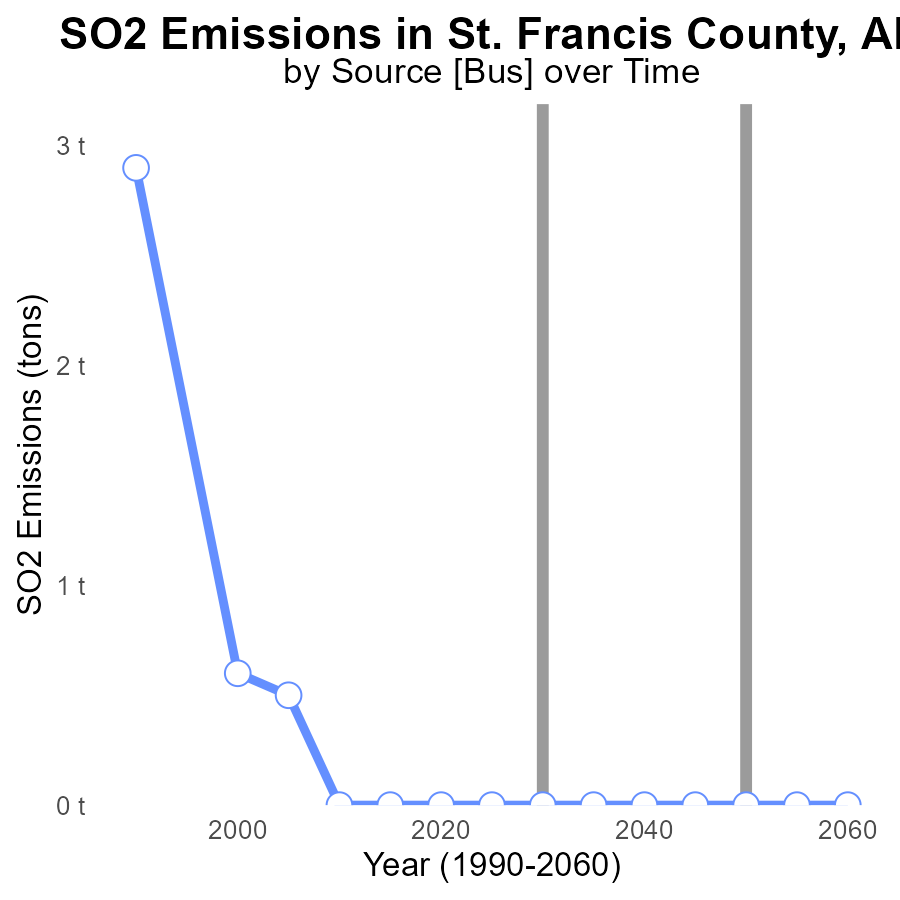 SO2 Emissions in St. Francis County, A
by Source [Bus] over Time
3 t
2 t
1 t
0 t
SO2 Emissions (tons)
2000 2020 2040 2060
Year (1990-2060)